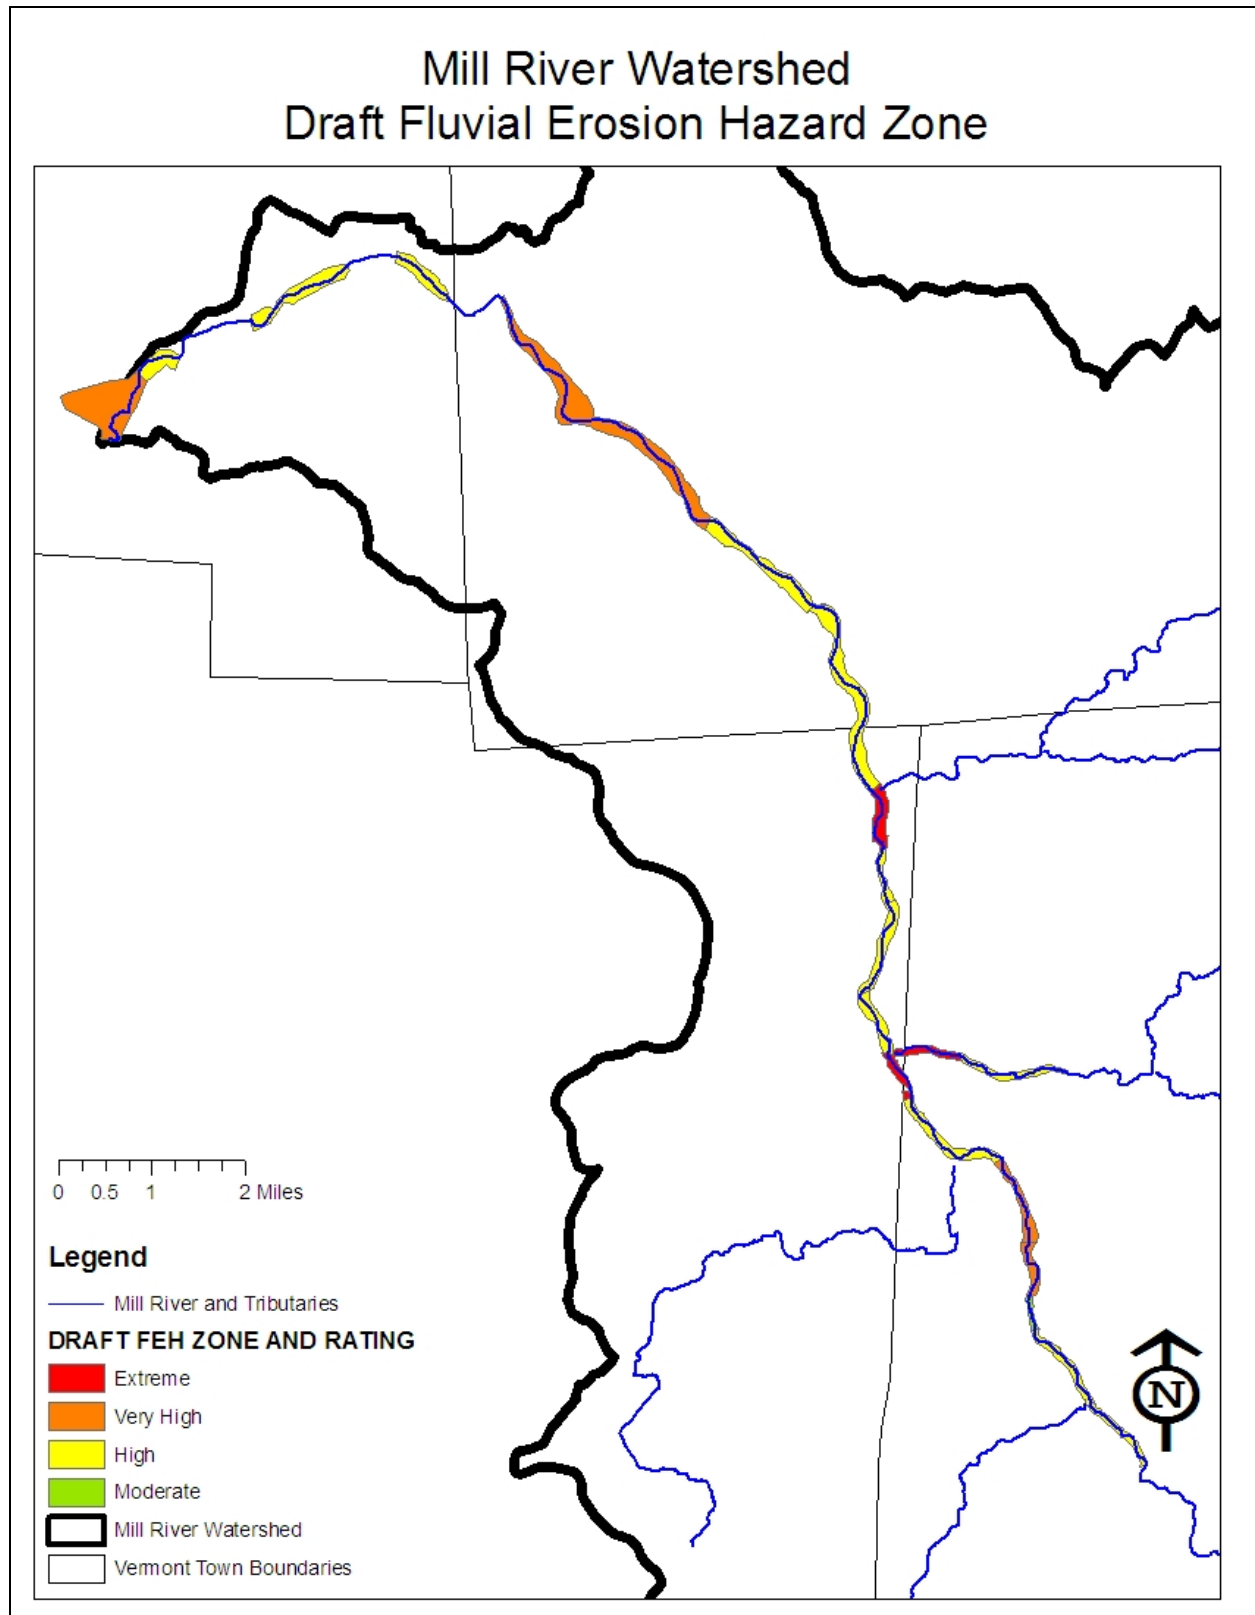 Mill River Watershed
Draft Fluvial Erosion Hazard Zone
0 0.5 1 2 Miles
Legend
Mill River and Tributaries
DRAFT FEH ZONE AND RATING
Extreme
Very High
High
Moderate
Mill River Watershed
Vermont Town Boundaries
N